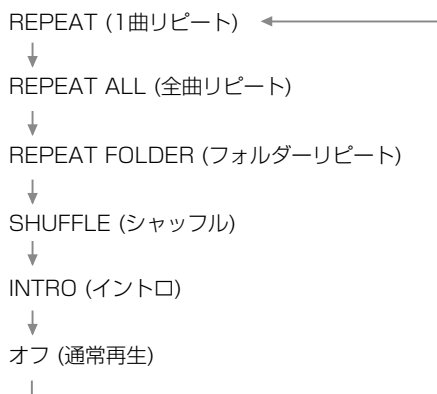 REPEAT (1曲リピート)
REPEAT ALL (全曲リピート)
REPEAT FOLDER (フォルダーリピート)
SHUFFLE (シャッフル)
INTRO (イントロ)
オフ (通常再生)